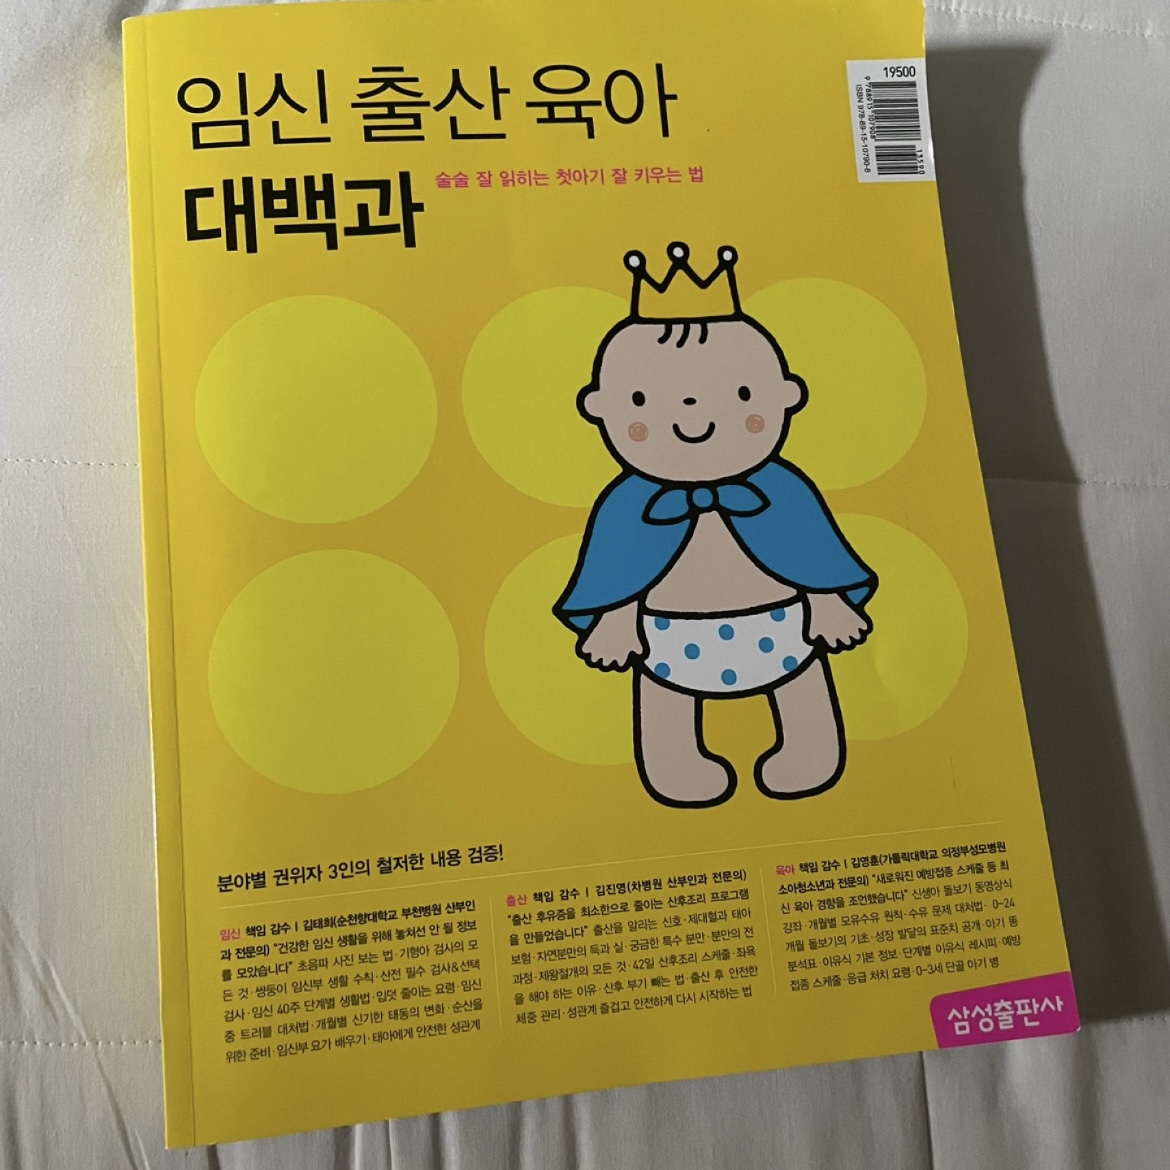 임신 출산 육아
대백과
술술 잘 읽히는 첫아기 잘 키우는 법
19500
9 788915 107908
13590
ISBN 978-89-15-10790-8
분야별 권위자 3인의 철저한 내용 검증!
임신 책임 감수 I 김태희(순천향대학교 부천병원 산부인
과 전문의) "건강한 임신 생활을 위해 놓쳐선 안 될 정보
를 모았습니다" 초음파 사진 보는 법·기형아 검사의 모
든 것·쌍둥이 임신부 생활 수칙·산전 필수 검사&선택
검사·임신 40주 단계별 생활법·입덧 줄이는 요령·임신
중 트러블 대처법·개월별 신기한 태동의 변화·순산을
위한 준비·임신부 요가 배우기·태아에게 안전한 성관계
출산 책임 감수 I 김진영(차병원 산부인과 전문의)
"출산 후유증을 최소한으로 줄이는 산후조리 프로그램
을 만들었습니다" 출산을 알리는 신호·제대혈과 태아
보험·자연분만의 득과 실·궁금한 특수 분만·분만의 전
과정·제왕절개의 모든 것·42일 산후조리 스케줄·좌욕
을 해야 하는 이유·산후 부기 빼는 법·출산 후 안전한
체중 관리·성관계 즐겁고 안전하게 다시 시작하는 법
육아 책임 감수 I 김영훈(가톨릭대학교 의정부성모병원
소아청소년과 전문의) "새로워진 예방접종 스케줄 등 최
신 육아 경향을 조언했습니다" 신생아 돌보기 동영상식
강좌·개월별 모유수유 원칙·수유 문제 대처법·0~24
개월 돌보기의 기초·성장 발달의 표준치 공개·아기 똥
분석표·이유식 기본 정보·단계별 이유식 레시피·예방
접종 스케줄·응급 처치 요령·0~3세 단골 아기 병
삼성출판사